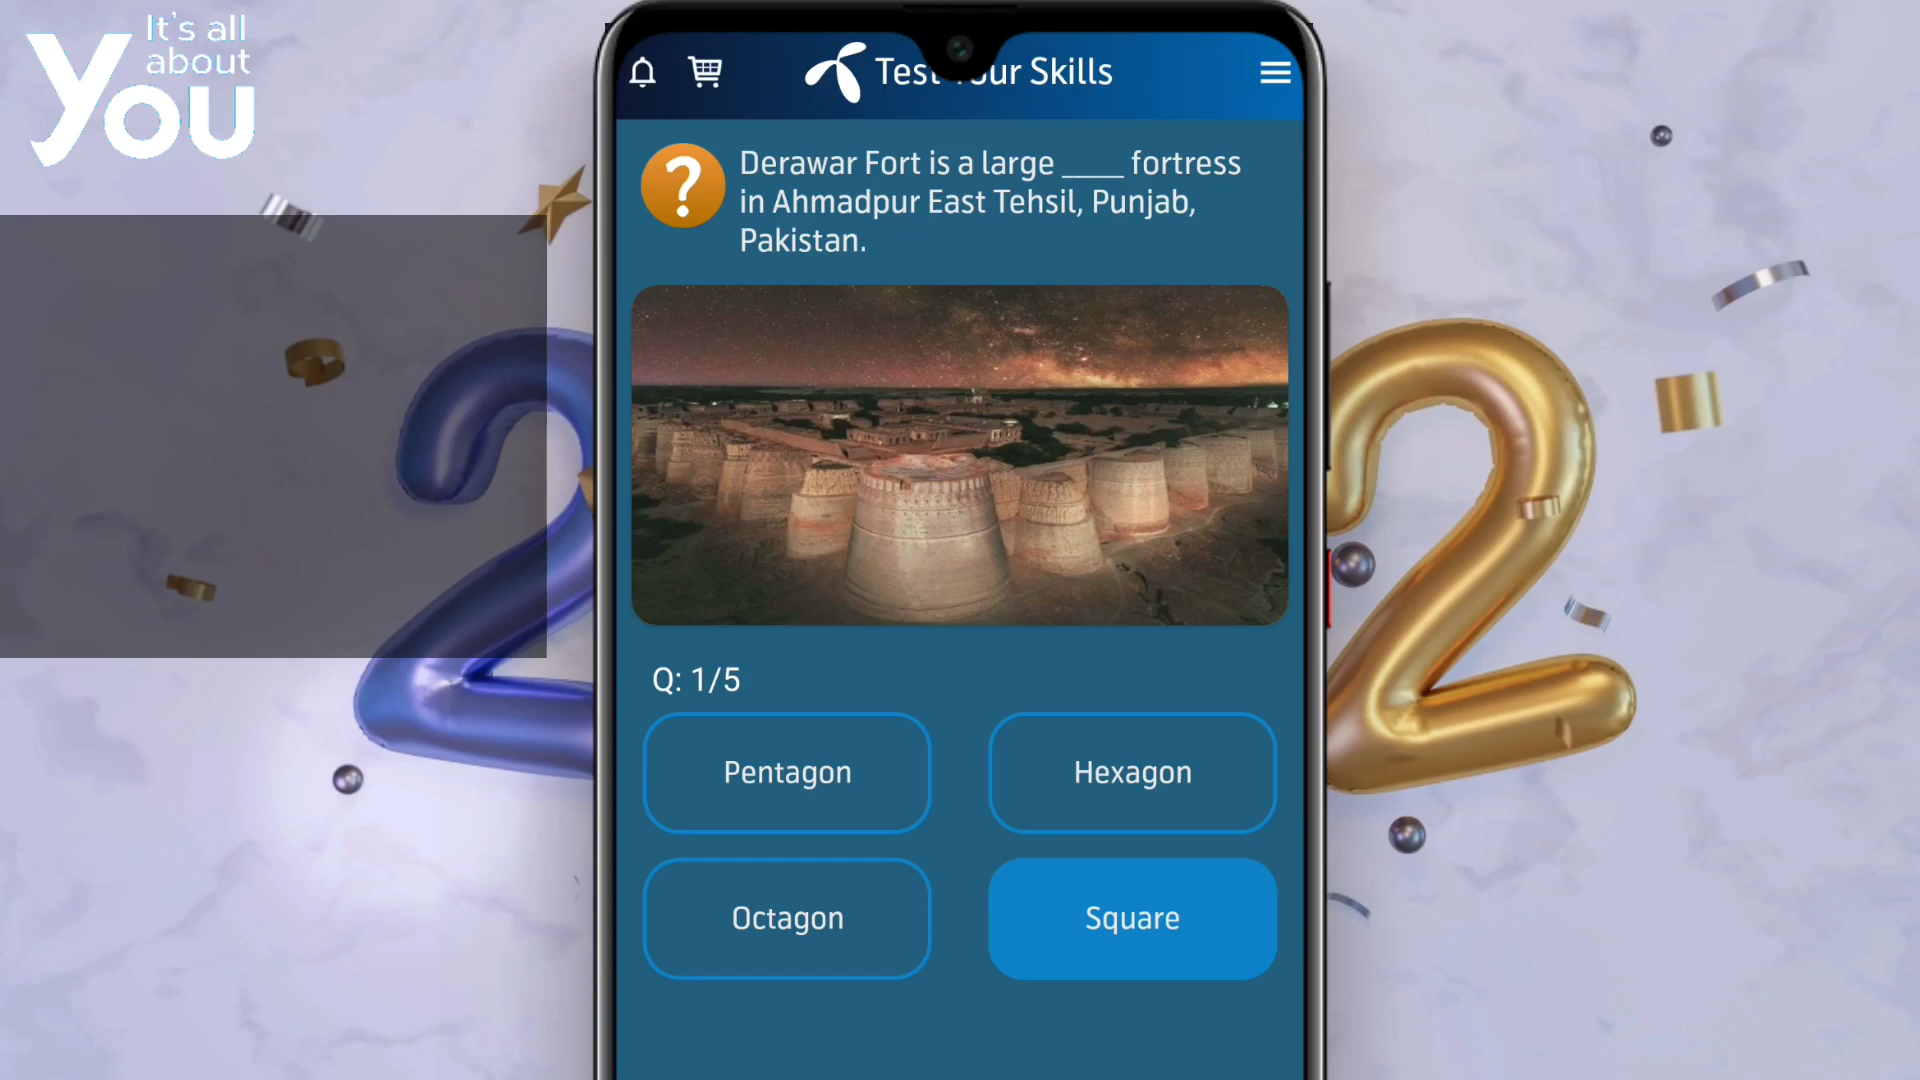 It's all
about
you
Test Your Skills
Derawar Fort is a large ____ fortress
in Ahmadpur East Tehsil, Punjab,
Pakistan.
Q: 1/5
Pentagon
Hexagon
Octagon
Square